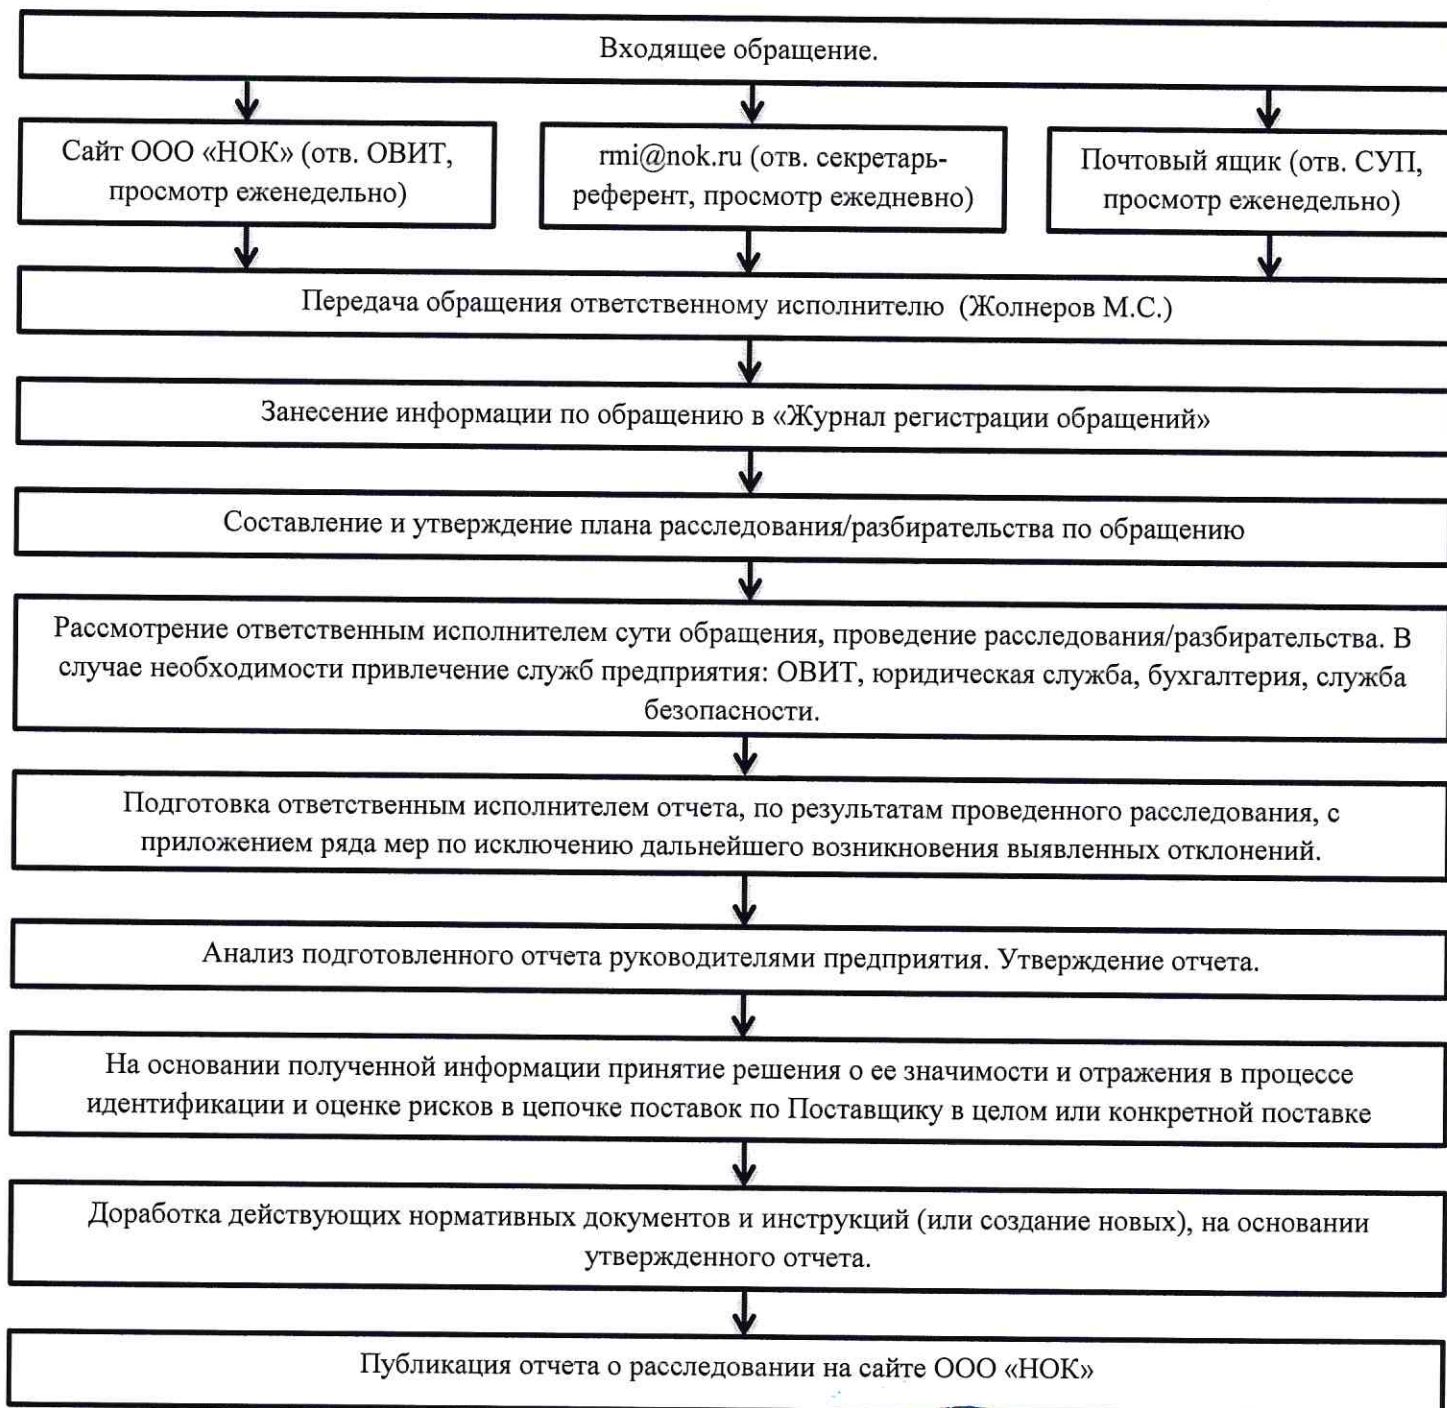 Входящее обращение.
Сайт ООО «НОК» (отв. ОВИТ,
просмотр еженедельно)
rmi@nok.ru (отв. секретарь-
референт, просмотр ежедневно)
Почтовый ящик (отв. СУП,
просмотр еженедельно)
Передача обращения ответственному исполнителю (Жолнеров М.С.)
Занесение информации по обращению в «Журнал регистрации обращений»
Составление и утверждение плана расследования/разбирательства по обращению
Рассмотрение ответственным исполнителем сути обращения, проведение расследования/разбирательства. В
случае необходимости привлечение служб предприятия: ОВИТ, юридическая служба, бухгалтерия, служба
безопасности.
Подготовка ответственным исполнителем отчета, по результатам проведенного расследования, с
приложением ряда мер по исключению дальнейшего возникновения выявленных отклонений.
Анализ подготовленного отчета руководителями предприятия. Утверждение отчета.
На основании полученной информации принятие решения о ее значимости и отражения в процессе
идентификации и оценке рисков в цепочке поставок по Поставщику в целом или конкретной поставке
Доработка действующих нормативных документов и инструкций (или создание новых), на основании
утвержденного отчета.
Публикация отчета о расследовании на сайте ООО «НОК»